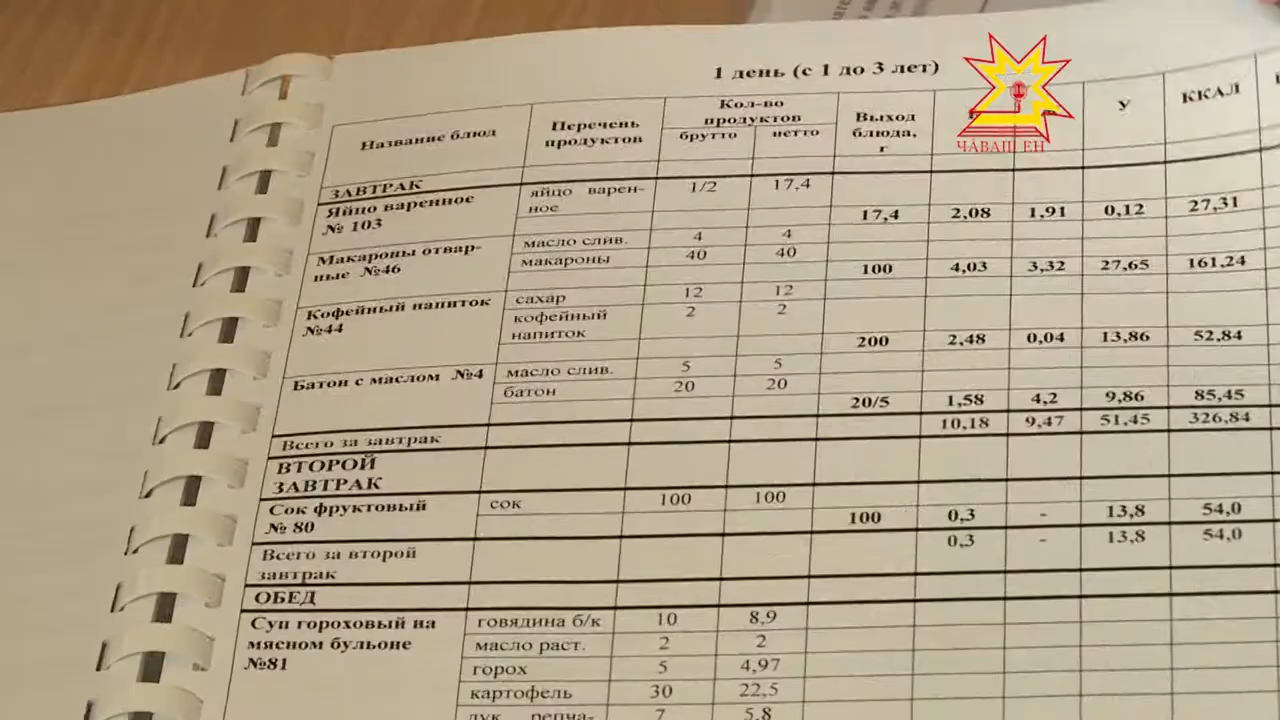 1 день (с 1 до 3 лет)
Название блюд
Перечень продуктов
Кол-во продуктов
брутто нетто
Выход блюда, г
У ККАЛ
ЧӐВАШ ЕН
ЗАВТРАК
Яйцо варенное № 103
яйцо варен-ное 1/2 17,4
17,4 2,08 1,91 0,12 27,31
Макароны отвар-ные №46
масло слив. 4 4
макароны 40 40
100 4,03 3,32 27,65 161,24
Кофейный напиток №44
сахар 12 12
кофейный напиток 2 2
200 2,48 0,04 13,86 52,84
Батон с маслом №4
масло слив. 5 5
батон 20 20
20/5 1,58 4,2 9,86 85,45
Всего за завтрак 10,18 9,47 51,45 326,84
ВТОРОЙ ЗАВТРАК
Сок фруктовый № 80
сок 100 100
100 0,3 - 13,8 54,0
Всего за второй завтрак 0,3 - 13,8 54,0
ОБЕД
Суп гороховый на мясном бульоне №81
говядина б/к 10 8,9
масло раст. 2 2
горох 5 4,97
картофель 30 22,5
лук репча- 7 5,8